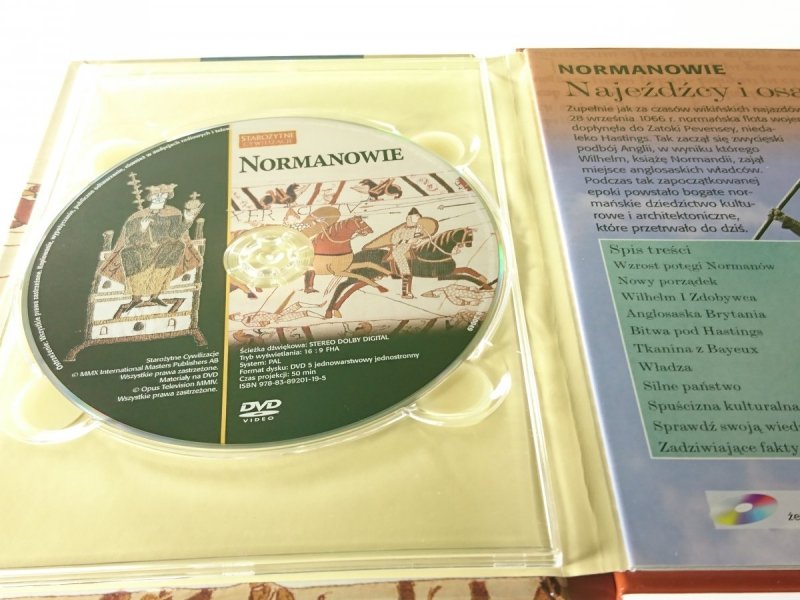 STAROŻYTNE
CYWILIZACJE
NORMANOWIE
Starożytne Cywilizacje
© MMX International Masters Publishers AB
Wszystkie prawa zastrzeżone.
Materiały na DVD
© Opus Television MMIV.
Wszystkie prawa zastrzeżone.
Ścieżka dźwiękowa: STEREO DOLBY DIGITAL
Tryb wyświetlania: 16 : 9 FHA
System: PAL
Format dysku: DVD 5 jednowarstwowy jednostronny
Czas projekcji: 50 min
ISBN 978-83-89201-19-5
DVD
VIDEO
NORMANOWIE
Najeźdźcy i osa
Zupełnie jak za czasów wikińskich najazdów
28 września 1066 r. normańska flota wojen
dopłynęła do Zatoki Pevensey, nieda-
leko Hastings. Tak zaczął się zwycięski
podbój Anglii, w wyniku którego
Wilhelm, książę Normandii, zajął
miejsce anglosaskich władców.
Podczas tak zapoczątkowanej
epoki powstało bogate nor-
mańskie dziedzictwo kultu-
rowe i architektoniczne,
które przetrwało do dziś.
Spis treści
Wzrost potęgi Normanów
Nowy porządek
Wilhelm I Zdobywca
Anglosaska Brytania
Bitwa pod Hastings
Tkanina z Bayeux
Władza
Silne państwo
Spuścizna kulturalna
Sprawdź swoją wied
Zadziwiające fakty
że